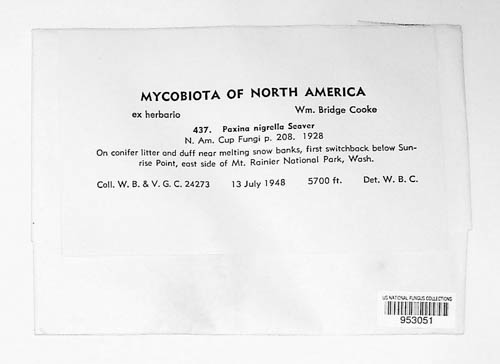 MYCOBIOTA OF NORTH AMERICA
ex herbario Wm. Bridge Cooke
437. Paxina nigrella Seaver
N. Am. Cup Fungi p. 208. 1928
On conifer litter and duff near melting snow banks, first switchback below Sun-
rise Point, east side of Mt. Rainier National Park, Wash.
Coll. W. B. & V. G. C. 24273 13 July 1948 5700 ft. Det. W. B. C.
US NATIONAL FUNGUS COLLECTIONS
953051